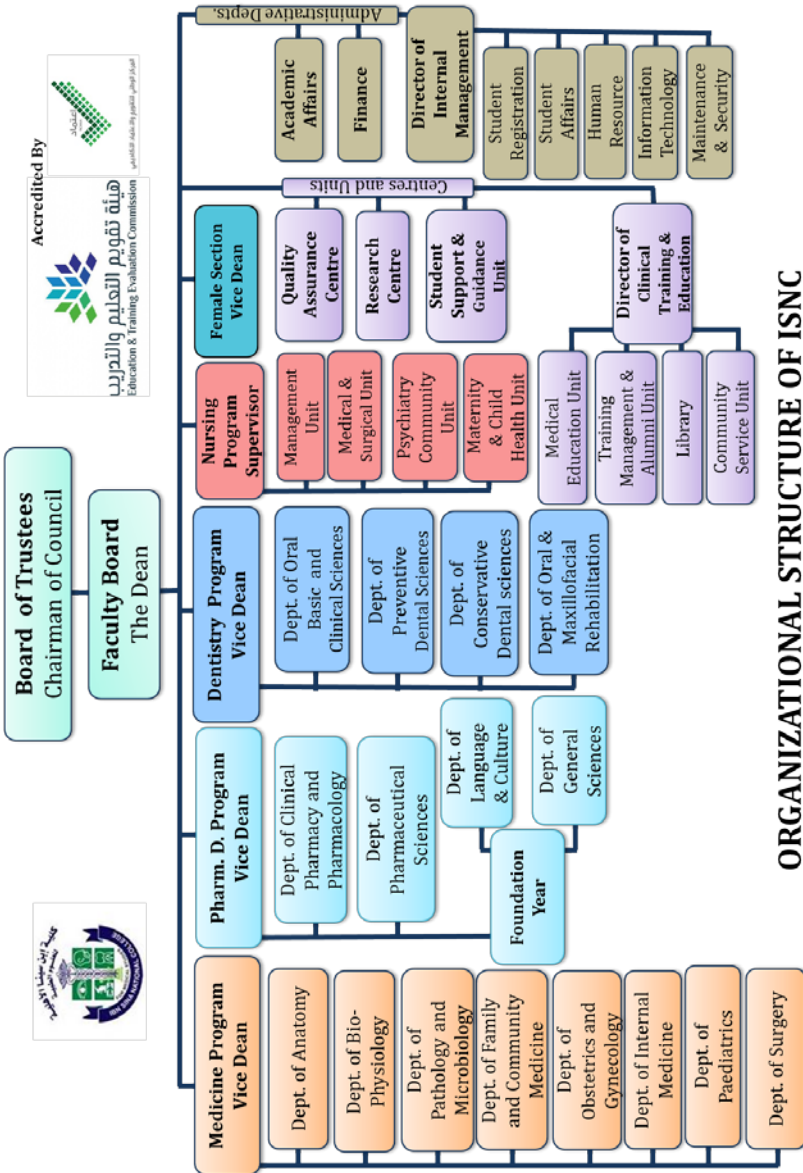 Board of Trustees
Chairman of Council
Faculty Board
The Dean
Accredited By
هيئة تقويم التعليم والتدريب
Education & Training Evaluation Commission
اعتماد
المركز الوطني للتقويم والاعتماد الأكاديمي
Medicine Program
Vice Dean
Dept. of Anatomy
Dept. of Bio-
Physiology
Dept. of
Pathology and
Microbiology
Dept. of Family
and Community
Medicine
Dept. of
Obstetrics and
Gynecology
Dept. of Internal
Medicine
Dept. of
Paediatrics
Dept. of Surgery
Pharm. D. Program
Vice Dean
Dept. of Clinical
Pharmacy and
Pharmacology
Dept. of
Pharmaceutical
Sciences
Foundation
Year
Dept. of
Language
& Culture
Dept. of
General
Sciences
Dentistry Program
Vice Dean
Dept. of Oral
Basic and
Clinical Sciences
Dept. of
Preventive
Dental Sciences
Dept. of
Conservative
Dental sciences
Dept. of Oral &
Maxillofacial
Rehabilitation
Nursing
Program
Supervisor
Management
Unit
Medical &
Surgical Unit
Psychiatry
Community
Unit
Maternity
& Child
Health Unit
Female Section
Vice Dean
Centres and Units
Quality
Assurance
Centre
Research
Centre
Student
Support &
Guidance
Unit
Director of
Clinical
Training &
Education
Medical
Education Unit
Training
Management &
Alumni Unit
Library
Community
Service Unit
Administrative Depts.
Academic
Affairs
Finance
Director of
Internal
Management
Student
Registration
Student
Affairs
Human
Resource
Information
Technology
Maintenance
& Security
ORGANIZATIONAL STRUCTURE OF ISNC